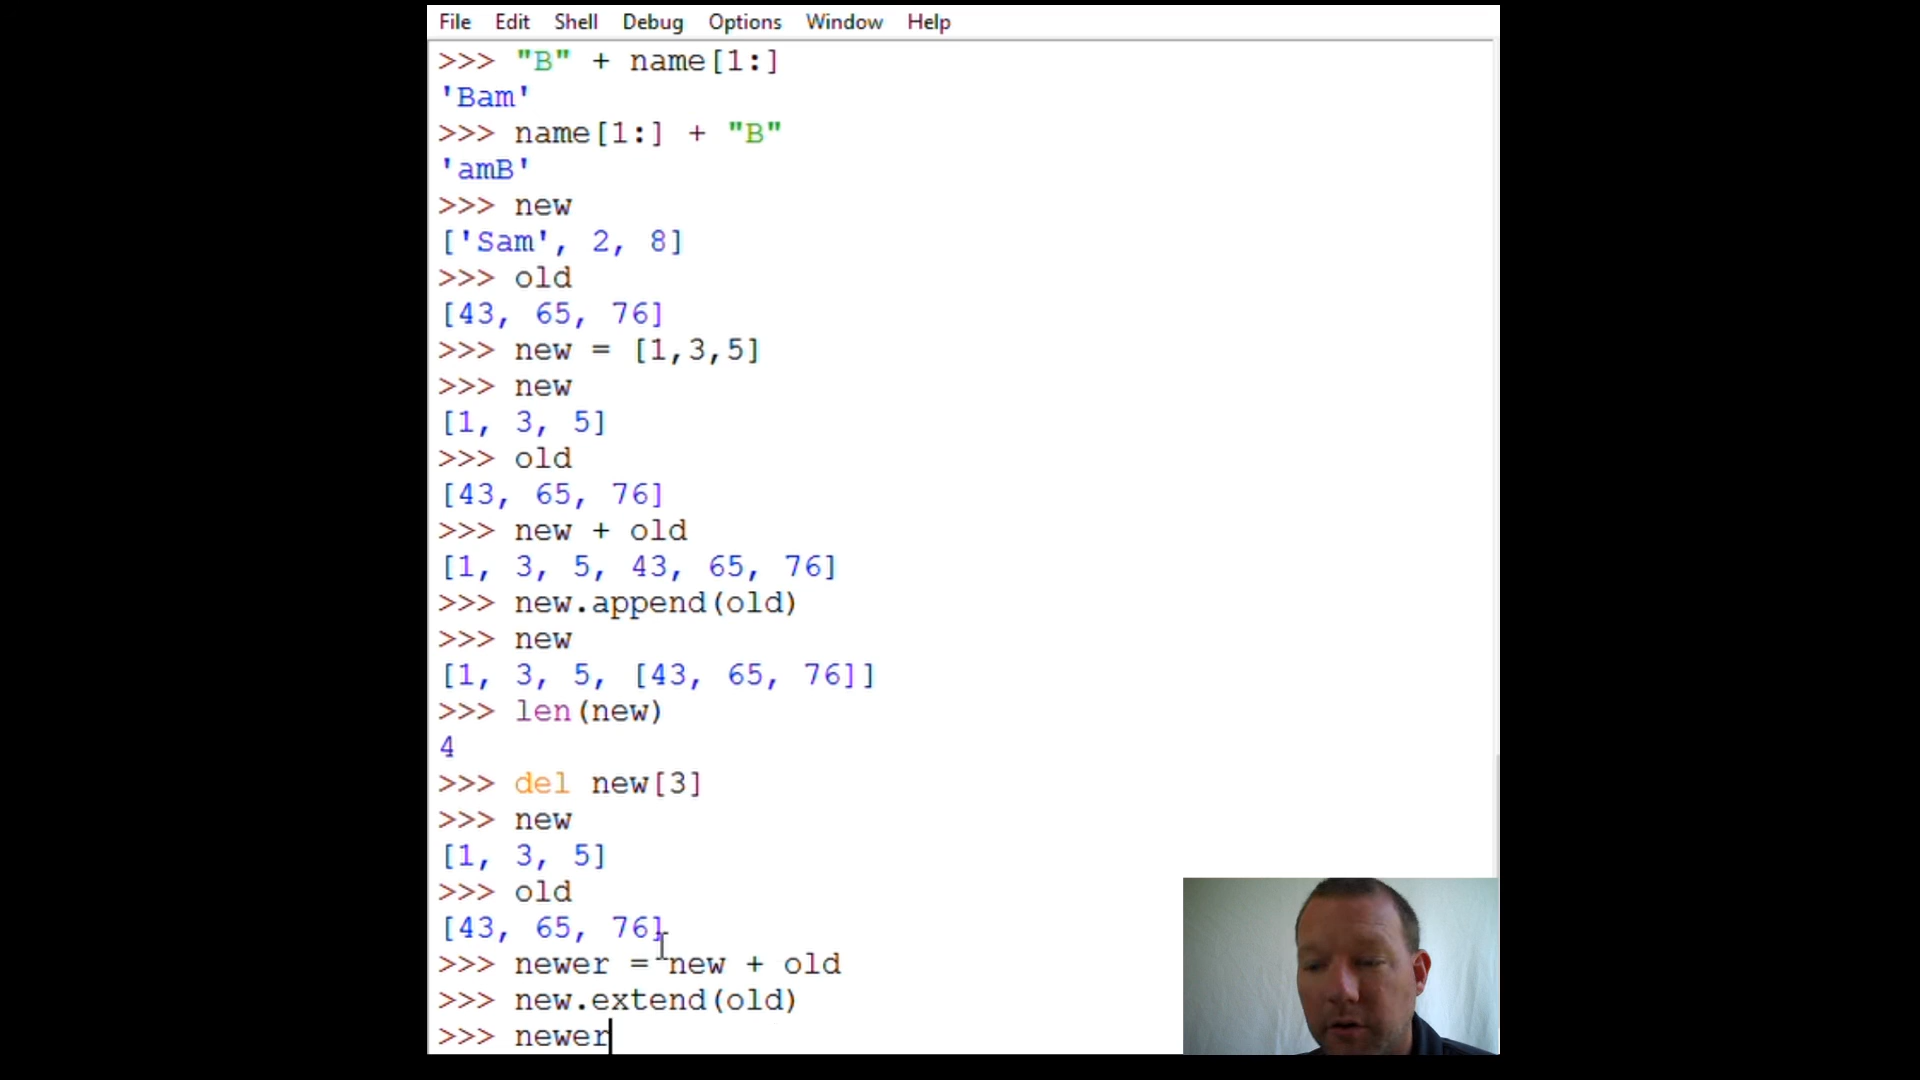 File Edit Shell Debug Options Window Help
>>> "B" + name[1:]
'Bam'
>>> name[1:] + "B"
'amB'
>>> new
['Sam', 2, 8]
>>> old
[43, 65, 76]
>>> new = [1,3,5]
>>> new
[1, 3, 5]
>>> old
[43, 65, 76]
>>> new + old
[1, 3, 5, 43, 65, 76]
>>> new.append(old)
>>> new
[1, 3, 5, [43, 65, 76]]
>>> len(new)
4
>>> del new[3]
>>> new
[1, 3, 5]
>>> old
[43, 65, 76]
>>> newer = new + old
>>> new.extend(old)
>>> newer